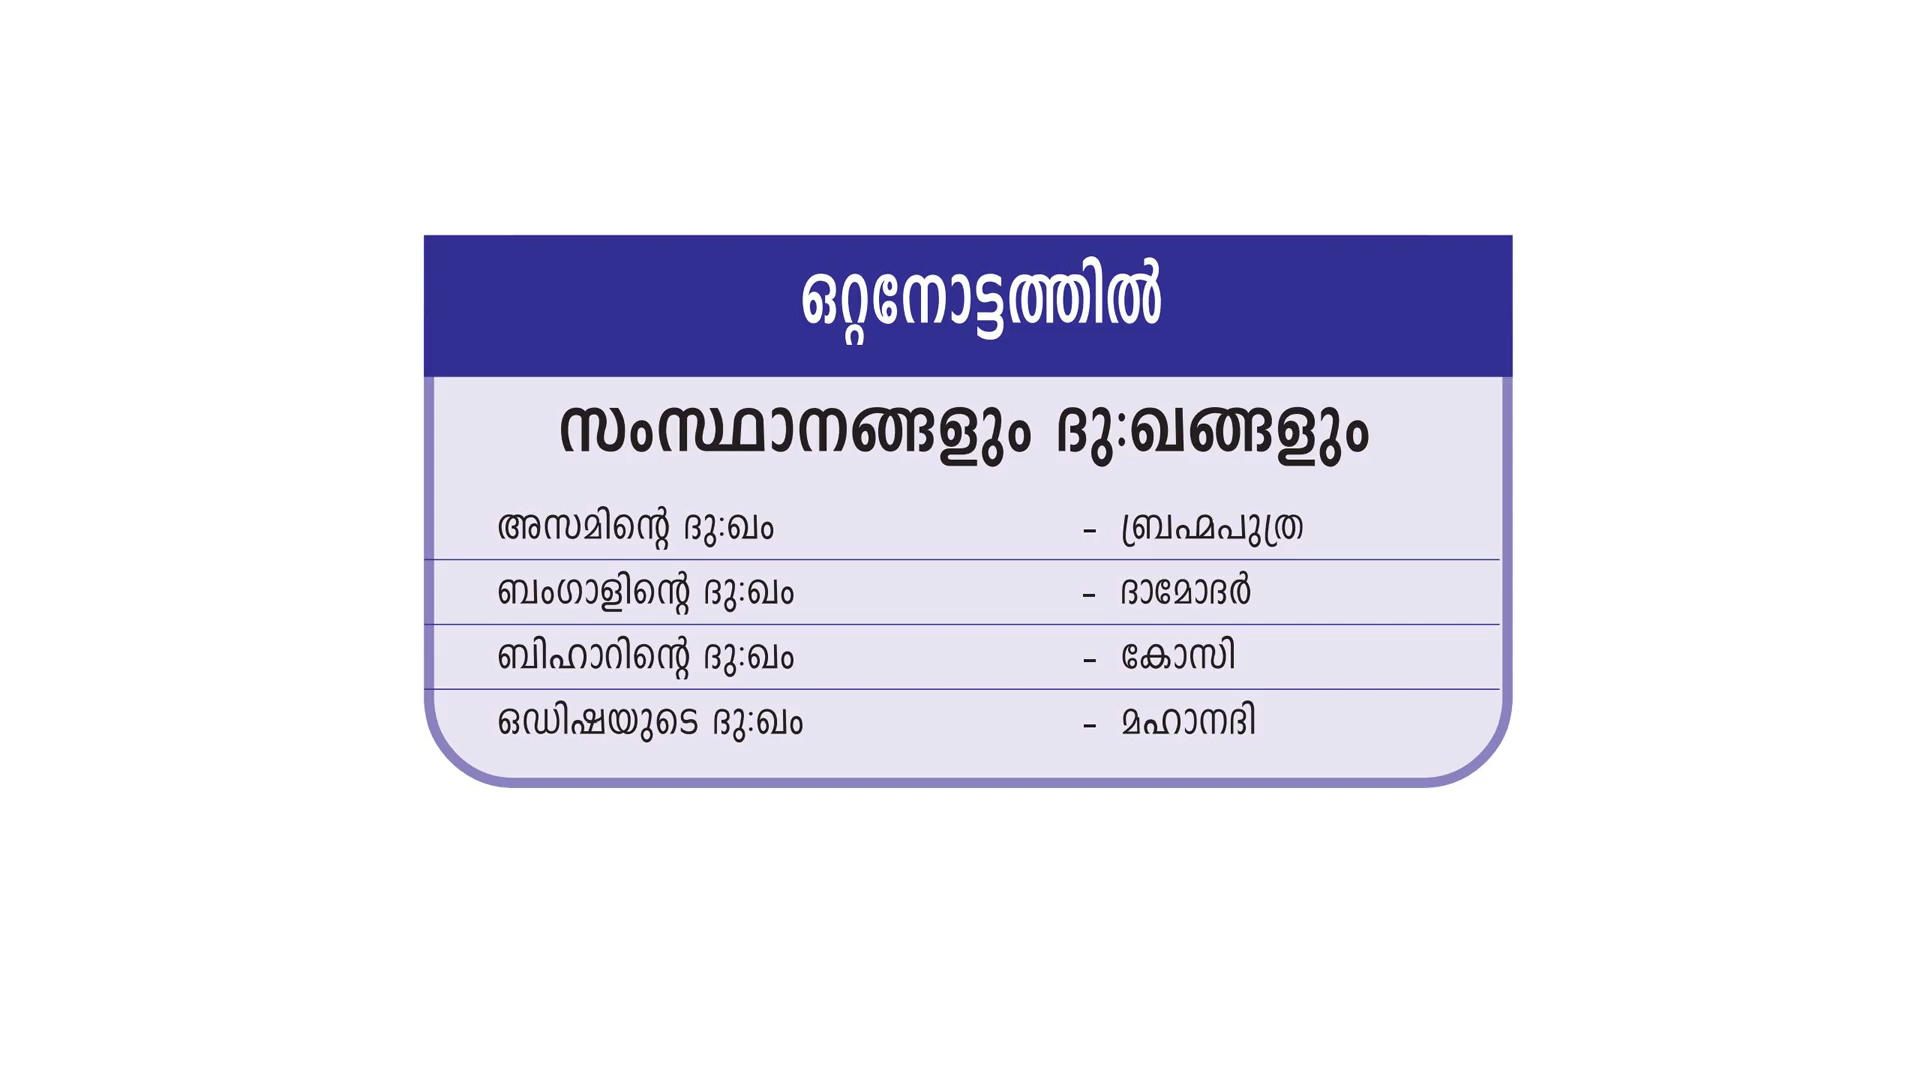 ഒറ്റനോട്ടത്തിൽ
സംസ്ഥാനങ്ങളും ദു:ഖങ്ങളും
അസമിന്റെ ദു:ഖം - ബ്രഹ്മപുത്ര
ബംഗാളിന്റെ ദു:ഖം - ദാമോദർ
ബിഹാറിന്റെ ദു:ഖം - കോസി
ഒഡിഷയുടെ ദു:ഖം - മഹാനദി